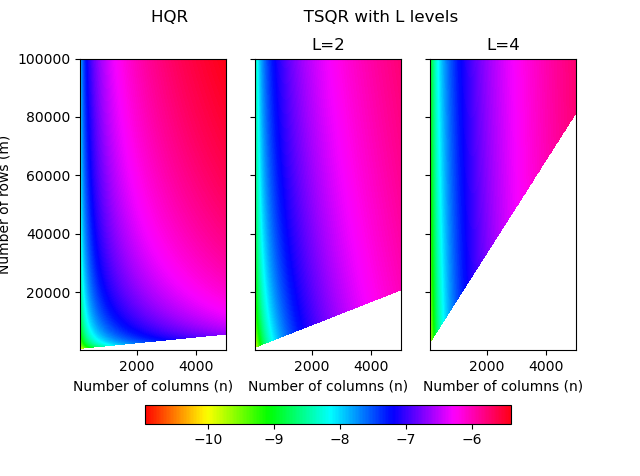 HQR TSQR with L levels
L=2 L=4
100000
80000
60000
40000
20000
Number of rows (m)
2000 4000 2000 4000 2000 4000
Number of columns (n) Number of columns (n) Number of columns (n)
−10 −9 −8 −7 −6